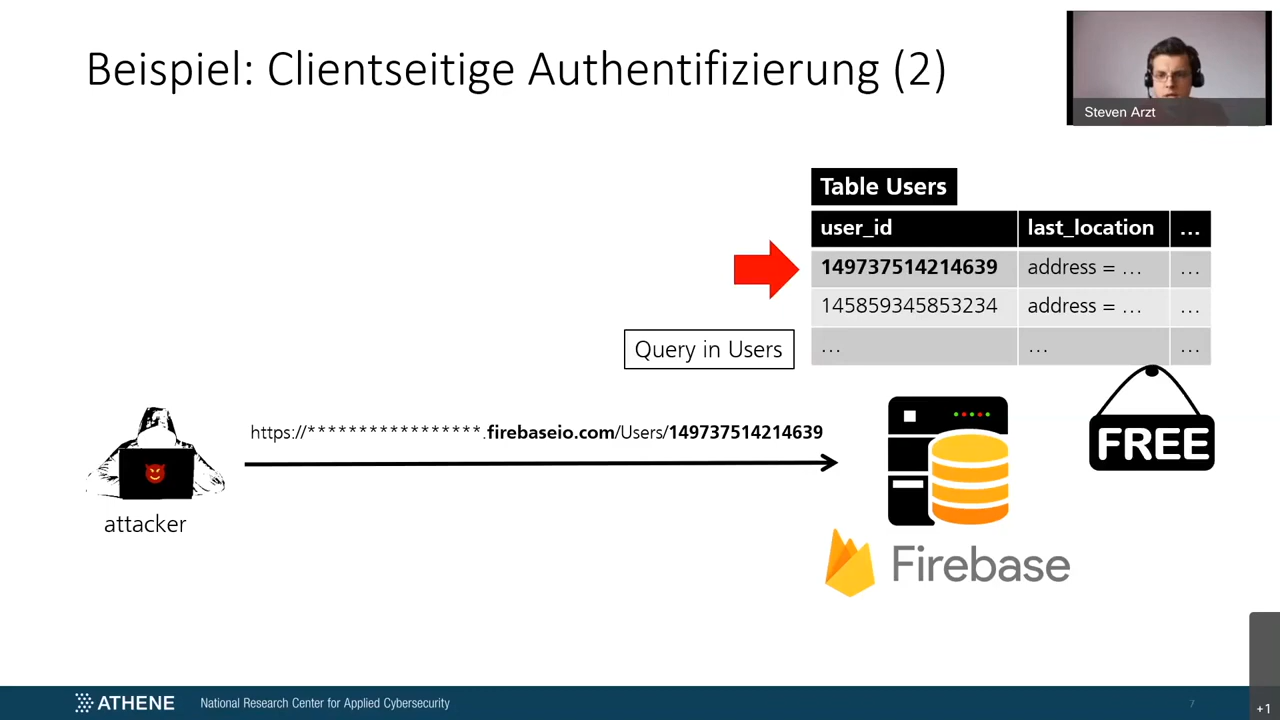 Beispiel: Clientseitige Authentifizierung (2)
Steven Arzt
Table Users
user_id last_location ...
149737514214639 address = ... ...
145859345853234 address = ... ...
... ... ...
Query in Users
https://*****************.firebaseio.com/Users/149737514214639
FREE
attacker
Firebase
ATHENE National Research Center for Applied Cybersecurity 7
+1